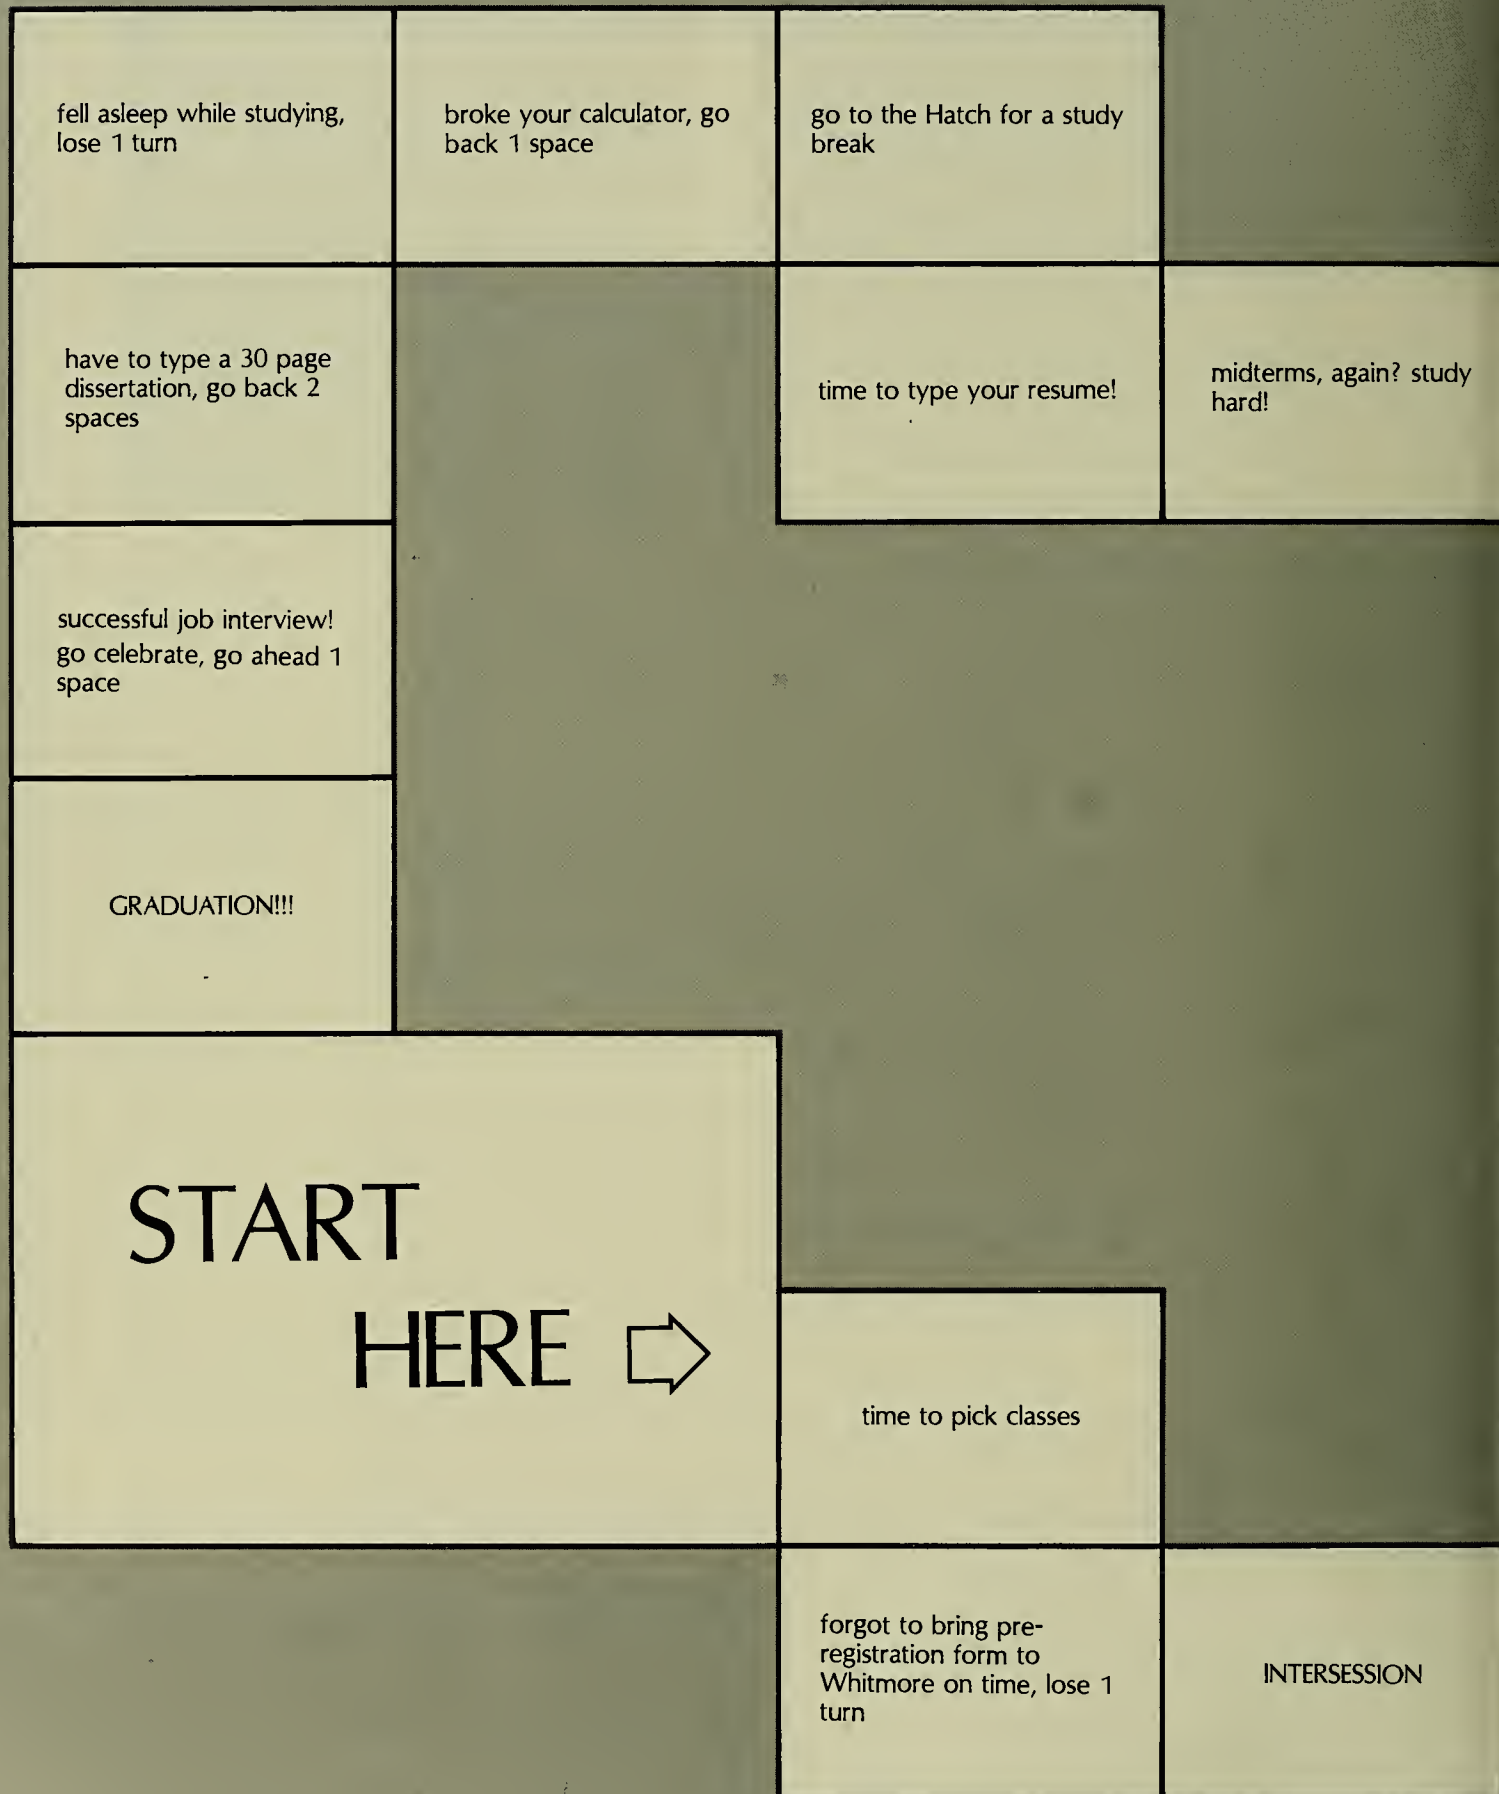 fell asleep while studying,
lose 1 turn
broke your calculator, go
back 1 space
go to the Hatch for a study
break
have to type a 30 page
dissertation, go back 2
spaces
time to type your resume!
midterms, again? study
hard!
successful job interview!
go celebrate, go ahead 1
space
GRADUATION!!!
START
HERE
time to pick classes
forgot to bring pre-
registration form to
Whitmore on time, lose 1
turn
INTERSESSION